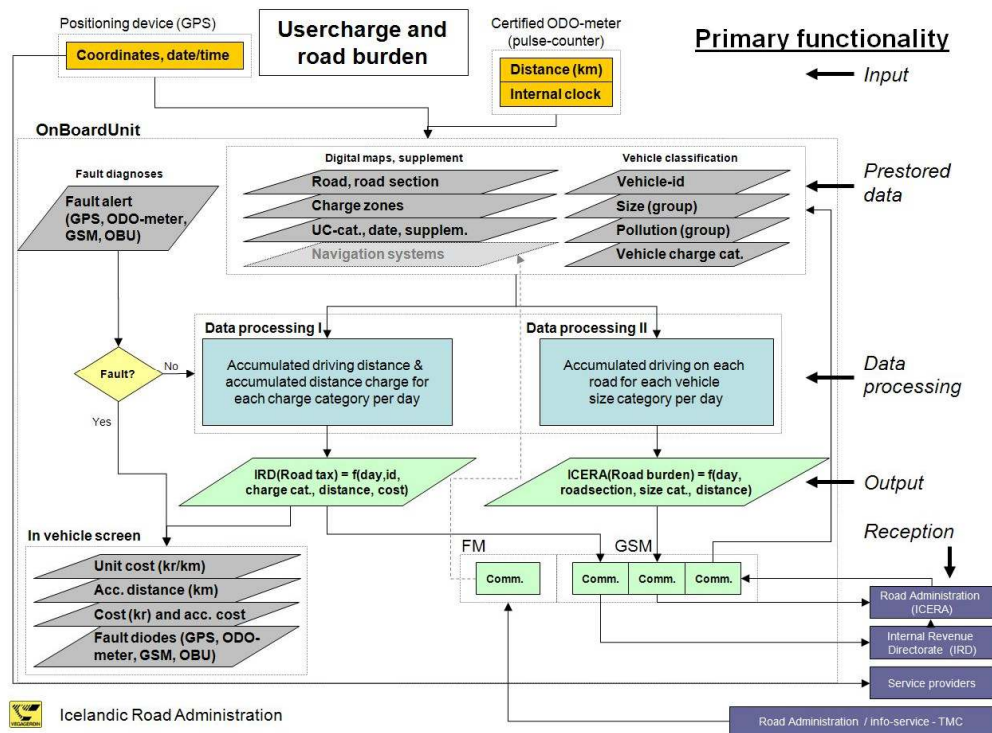 Positioning device (GPS)
Coordinates, date/time
Usercharge and
road burden
Certified ODO-meter
(pulse-counter)
Distance (km)
Internal clock
Primary functionality
Input
OnBoardUnit
Fault diagnoses
Fault alert
(GPS, ODO-meter,
GSM, OBU)
Digital maps, supplement
Road, road section
Charge zones
UC-cat., date, supplem.
Navigation systems
Vehicle classification
Vehicle-id
Size (group)
Pollution (group)
Vehicle charge cat.
Prestored
data
Fault?
No
Yes
Data processing I
Accumulated driving distance &
accumulated distance charge for
each charge category per day
Data processing II
Accumulated driving on each
road for each vehicle
size category per day
Data
processing
IRD(Road tax) = f(day,id,
charge cat., distance, cost)
ICERA(Road burden) = f(day,
roadsection, size cat., distance)
Output
In vehicle screen
Unit cost (kr/km)
Acc. distance (km)
Cost (kr) and acc. cost
Fault diodes (GPS, ODO-
meter, GSM, OBU)
FM
Comm.
GSM
Comm.
Comm.
Comm.
Reception
Road Administration
(ICERA)
Internal Revenue
Directorate (IRD)
Service providers
Road Administration / info-service - TMC
VEGAGERÐIN
Icelandic Road Administration